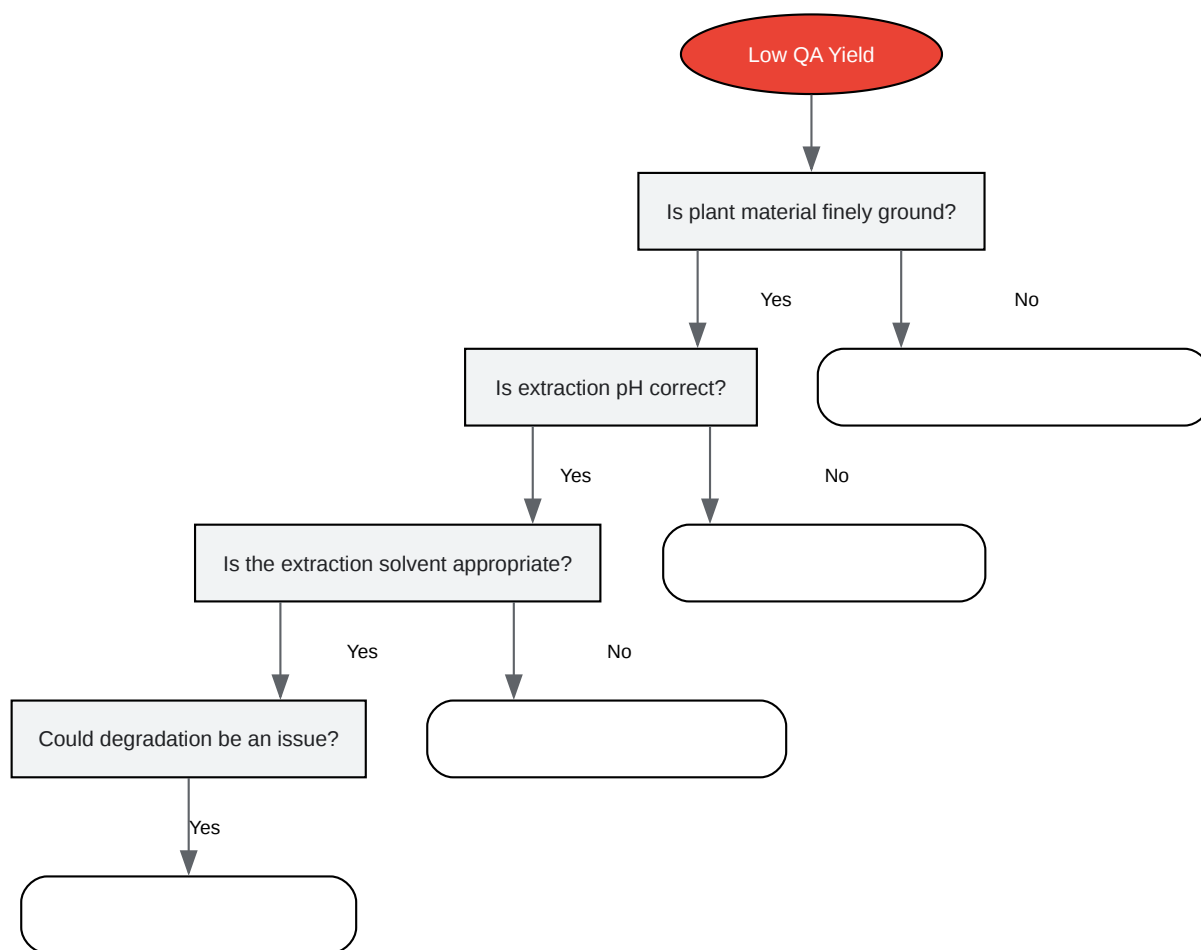 Low QA Yield
Is plant material finely ground?
Yes
No
Is extraction pH correct?
Yes
No
Is the extraction solvent appropriate?
Yes
No
Could degradation be an issue?
Yes